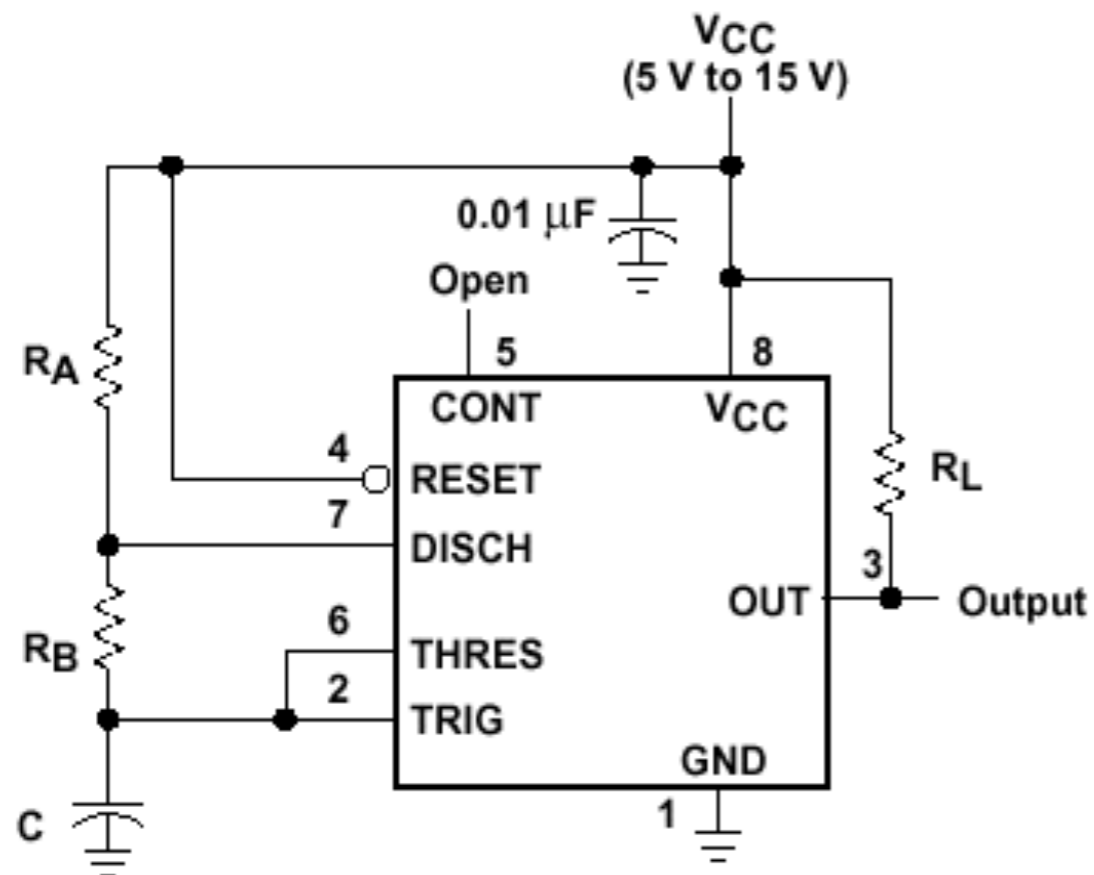 VCC
(5 V to 15 V)
0.01 μF
Open
5
8
RA
CONT
VCC
4
RESET
RL
7
DISCH
3
OUT
Output
6
RB
THRES
2
TRIG
GND
1
C